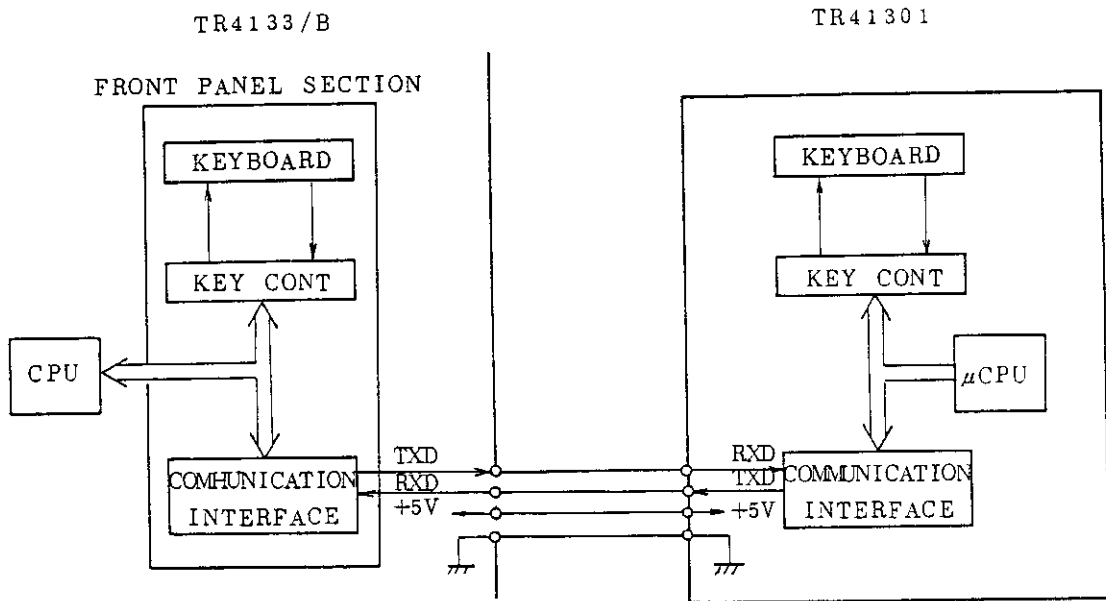 TR4133/B
TR41301
FRONT PANEL SECTION
KEYBOARD
KEY CONT
CPU
COMHUNICATION
INTERFACE
TXD
RXD
+5V
KEYBOARD
KEY CONT
μCPU
RXD
TXD
+5V
COMMUNICATION
INTERFACE